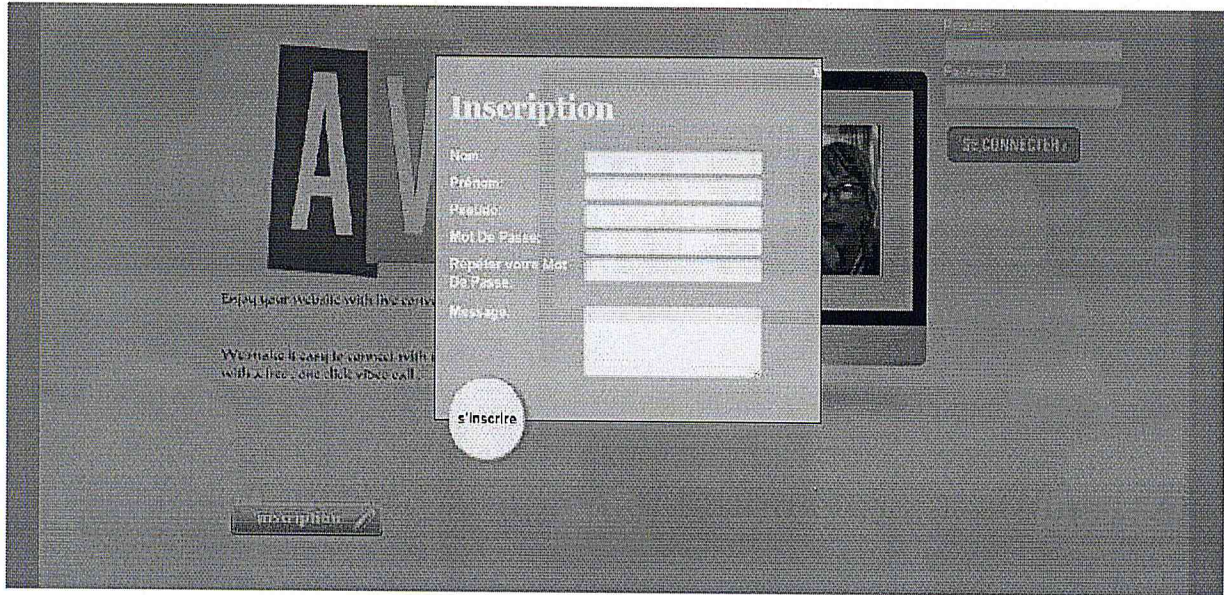 A V
Inscription
Nom:
Prénom:
Pseudo:
Mot De Passe:
Répéter votre Mot
De Passe:
Message:
s'inscrire
Password
SE CONNECTER
Enjoy your website with live
We make it easy to connect with
with a free, one click video call.
Inscription